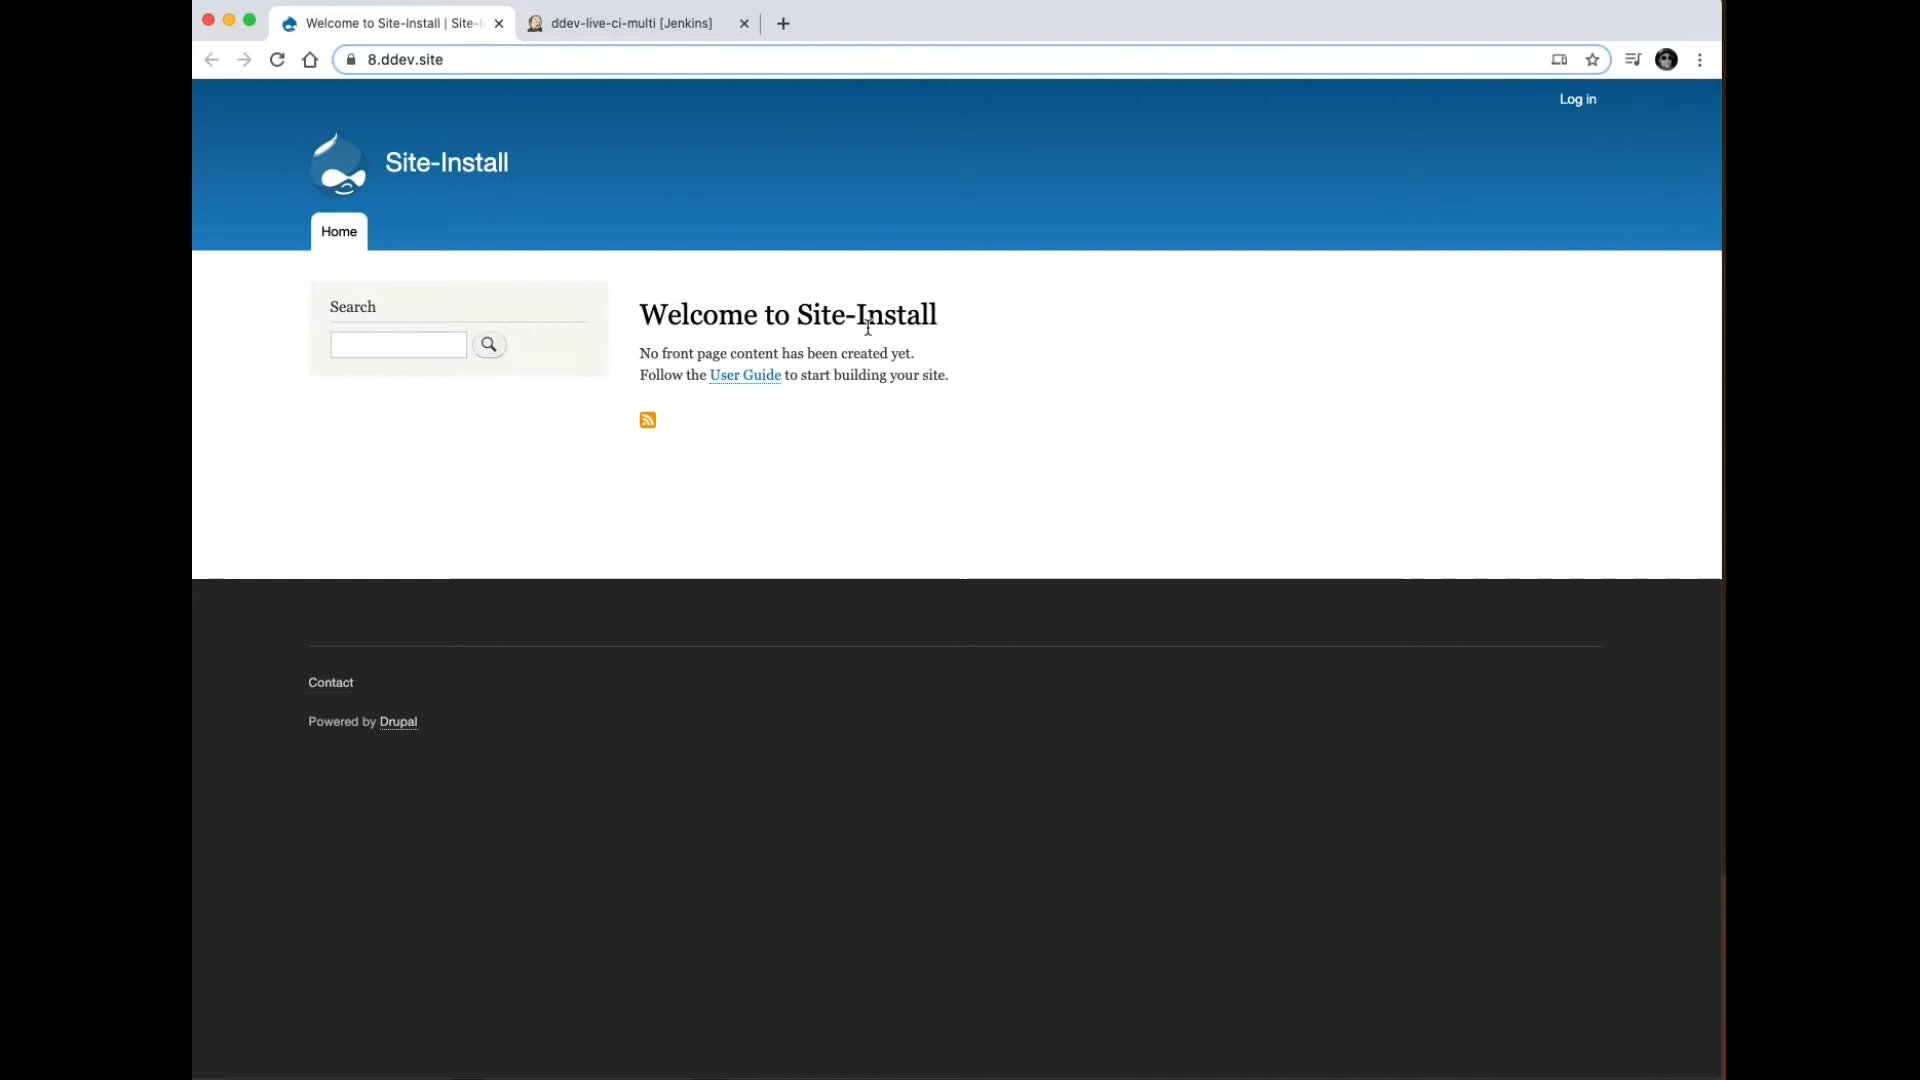 Welcome to Site-Install | Site-I
ddev-live-ci-multi [Jenkins]
8.ddev.site
Log in
Site-Install
Home
Search
Welcome to Site-Install
No front page content has been created yet.
Follow the User Guide to start building your site.
Contact
Powered by Drupal